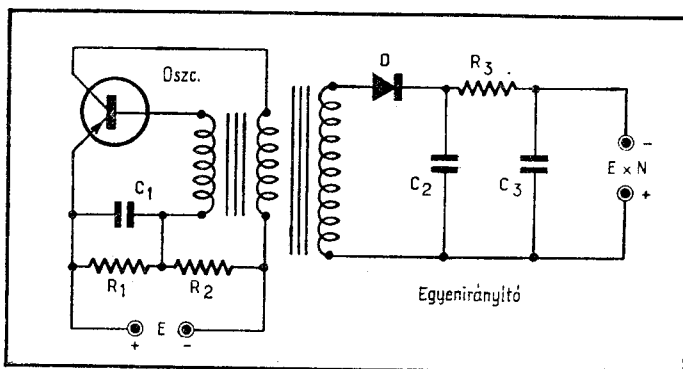 Oszc.
D
R3
C1
C2
C3
-
E × N
+
R1
R2
E
+ -
Egyenirányító